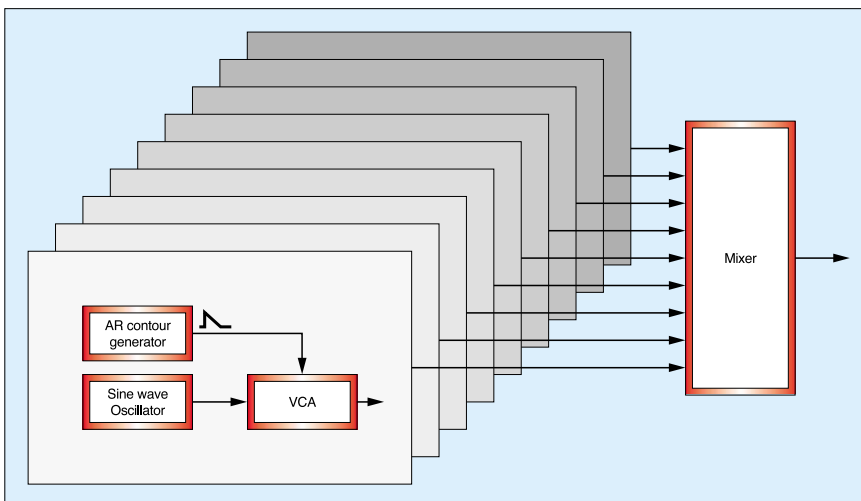 AR contour
generator
Sine wave
Oscillator
VCA
Mixer